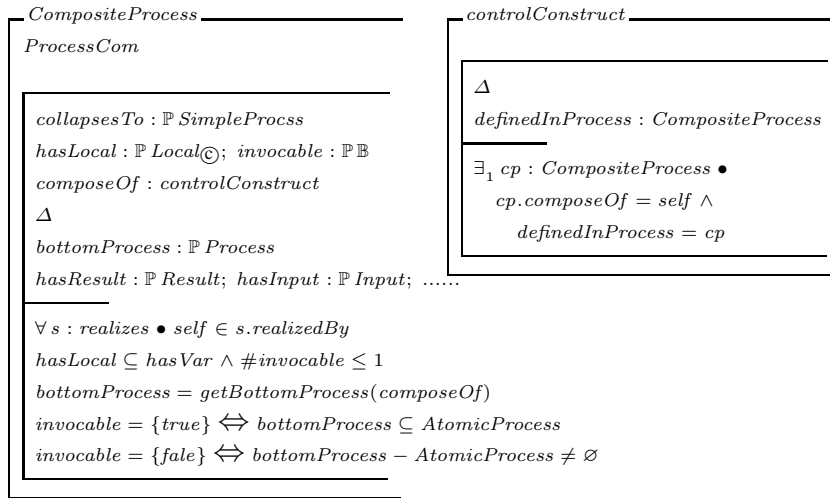 CompositeProcess
ProcessCom
collapsesTo : ℙ SimpleProcss
hasLocal : ℙ Local©; invocable : ℙ 𝔹
composeOf : controlConstruct
Δ
bottomProcess : ℙ Process
hasResult : ℙ Result; hasInput : ℙ Input; ......
∀ s : realizes • self ∈ s.realizedBy
hasLocal ⊆ hasVar ∧ #invocable ≤ 1
bottomProcess = getBottomProcess(composeOf)
invocable = {true} ⇔ bottomProcess ⊆ AtomicProcess
invocable = {fale} ⇔ bottomProcess − AtomicProcess ≠ ∅
controlConstruct
Δ
definedInProcess : CompositeProcess
∃₁ cp : CompositeProcess •
cp.composeOf = self ∧
definedInProcess = cp